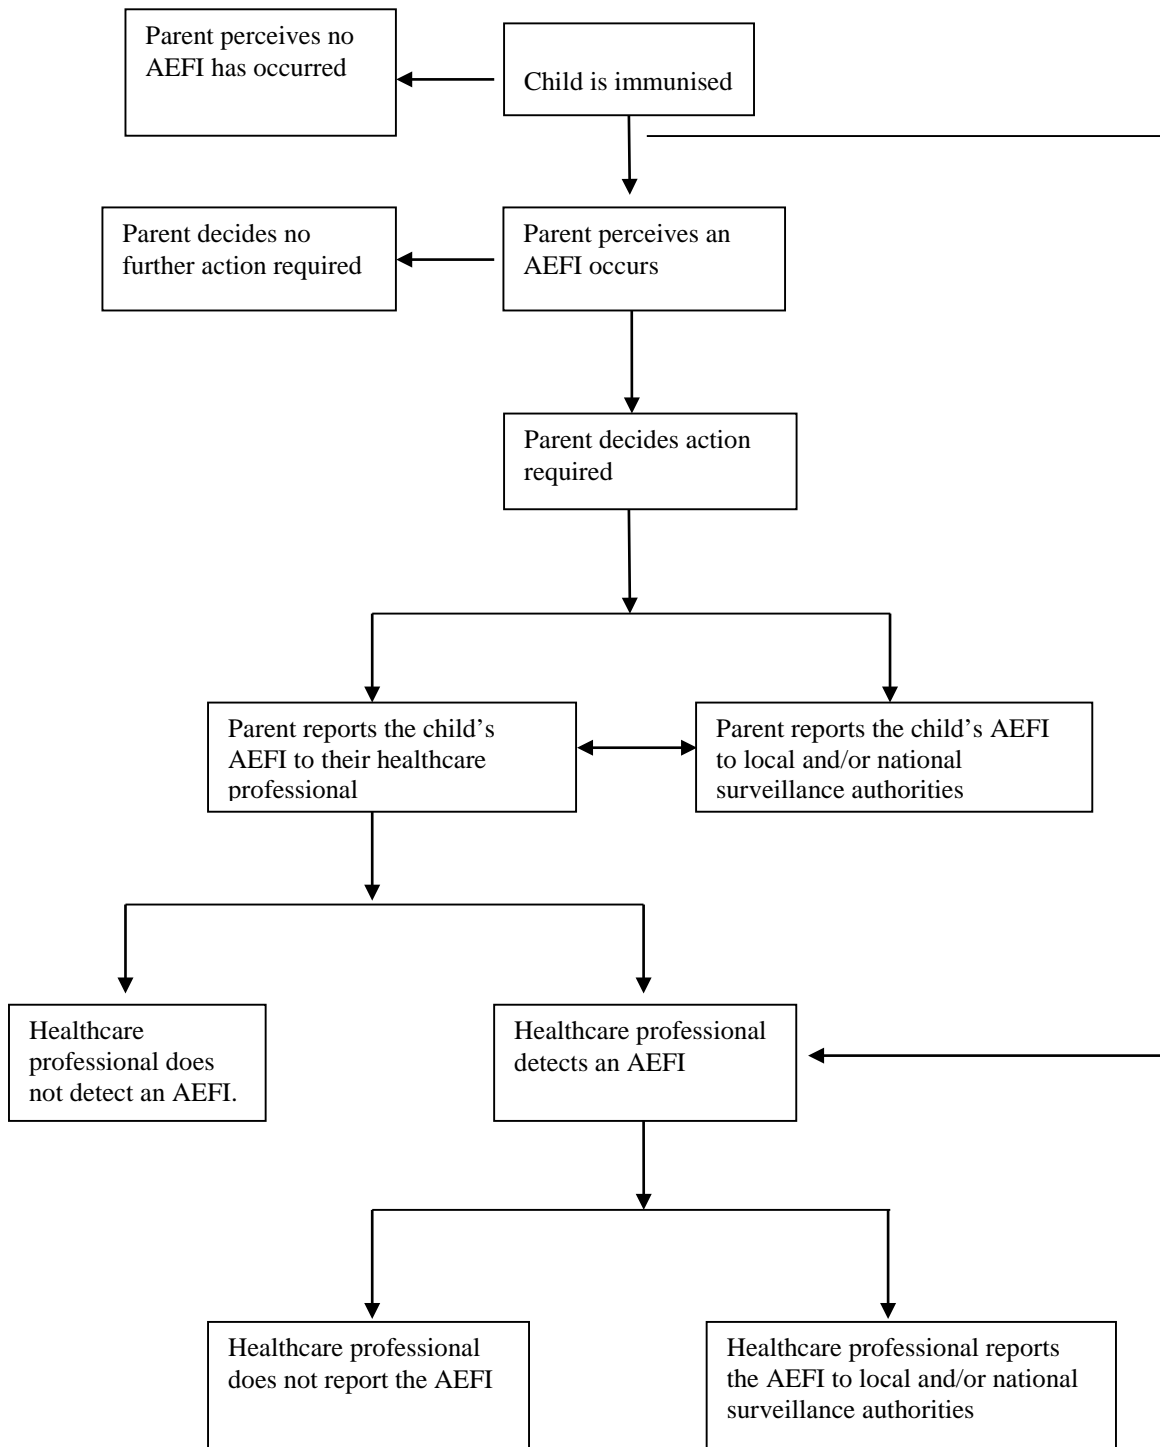 Parent perceives no
AEFI has occurred
Child is immunised
Parent decides no
further action required
Parent perceives an
AEFI occurs
Parent decides action
required
Parent reports the child’s
AEFI to their healthcare
professional
Parent reports the child’s AEFI
to local and/or national
surveillance authorities
Healthcare
professional does
not detect an AEFI.
Healthcare professional
detects an AEFI
Healthcare professional
does not report the AEFI
Healthcare professional reports
the AEFI to local and/or national
surveillance authorities